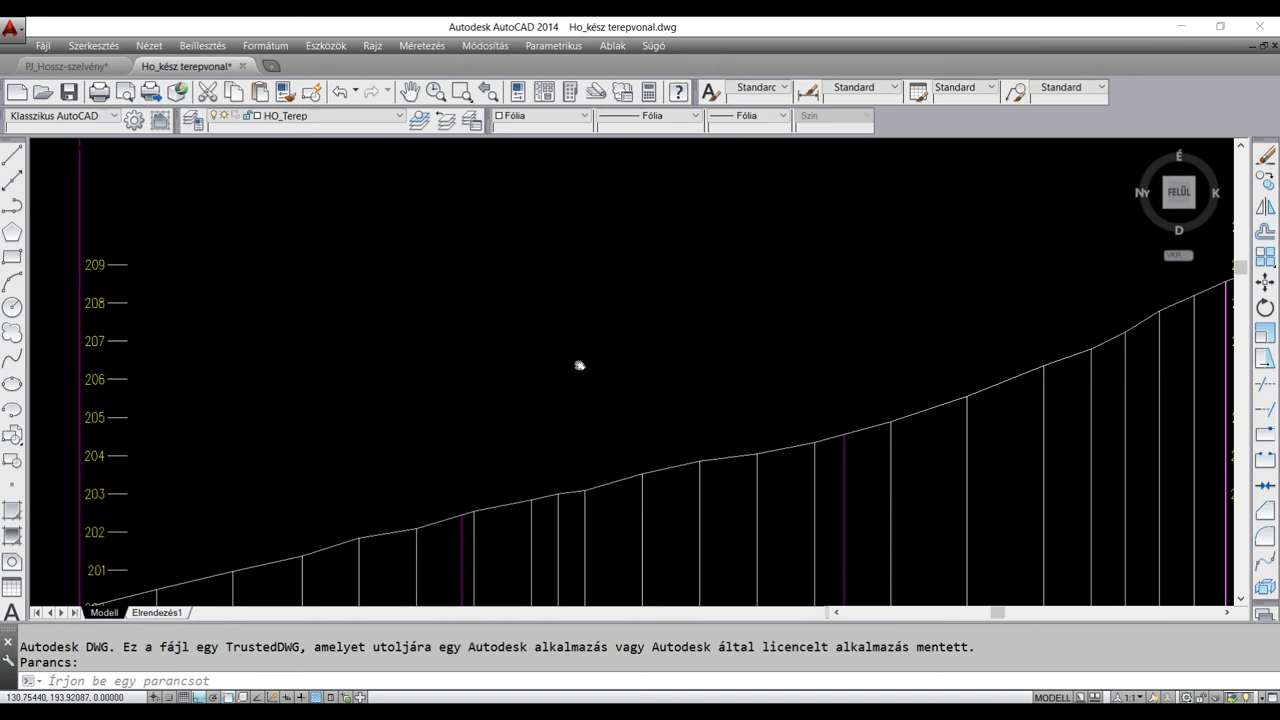 Autodesk AutoCAD 2014 Ho_kész terepvonal.dwg
Fájl Szerkesztés Nézet Beillesztés Formátum Eszközök Rajz Méretezés Módosítás Parametrikus Ablak Súgó
PJ_Hossz-szelvény* Ho_kész terepvonal*
Standarc Standard Standard Standard
Klasszikus AutoCAD HO_Terep Fólia Fólia Fólia Szín
É
NY FELÜL K
D
VKR
209
208
207
206
205
204
203
202
201
Modell Elrendezés1
Autodesk DWG. Ez a fájl egy TrustedDWG, amelyet utoljára egy Autodesk alkalmazás vagy Autodesk által licencelt alkalmazás mentett.
Parancs:
Írjon be egy parancsot
130.75440, 193.92087, 0.00000 MODELL 1:1